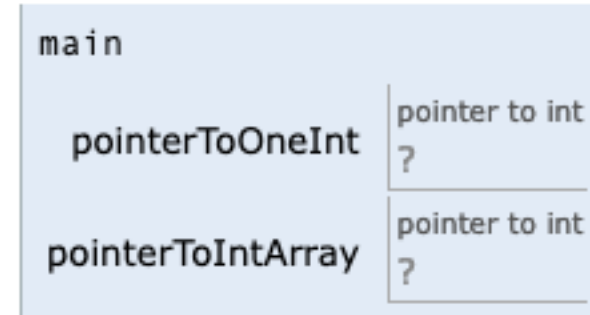 main
pointerToOneInt
pointer to int
?
pointerToIntArray
pointer to int
?